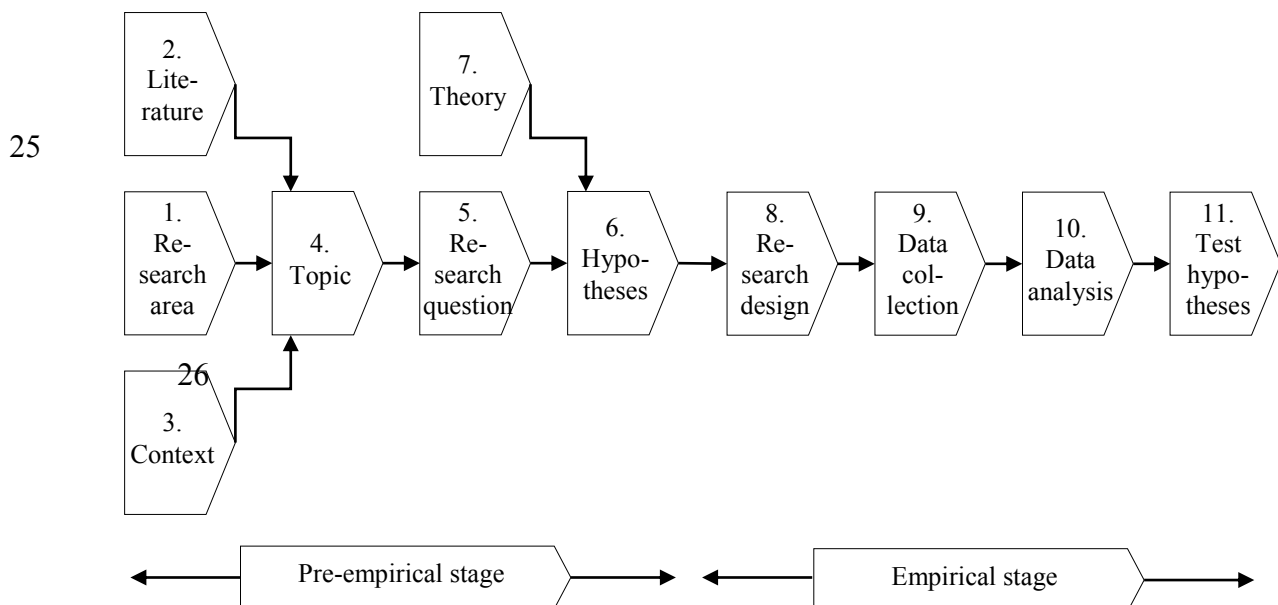 2.
Lite-
rature
7.
Theory
25
1.
Re-
search
area
4.
Topic
5.
Re-
search
question
6.
Hypo-
theses
8.
Re-
search
design
9.
Data
col-
lection
10.
Data
analysis
11.
Test
hypo-
theses
26
3.
Context
Pre-empirical stage
Empirical stage